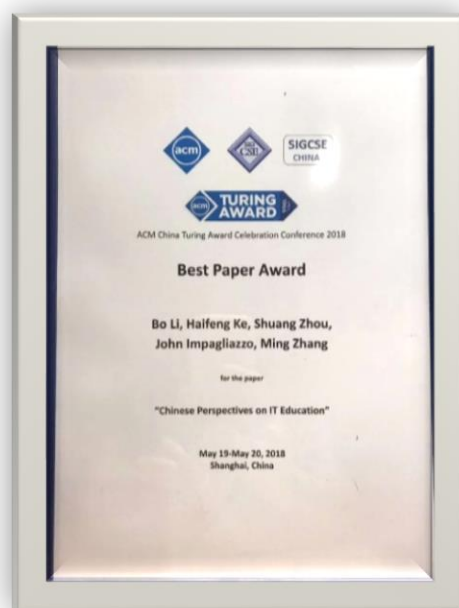 acm
CSE
SIGCSE
CHINA
acm TURING
AWARD
ACM China Turing Award Celebration Conference 2018
Best Paper Award
Bo Li, Haifeng Ke, Shuang Zhou,
John Impagliazzo, Ming Zhang
for the paper
"Chinese Perspectives on IT Education"
May 19-May 20, 2018
Shanghai, China